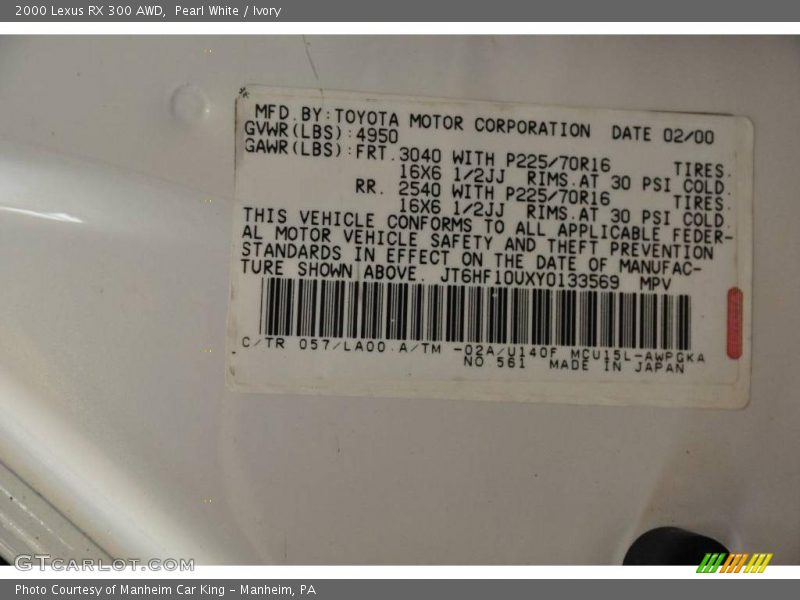 2000 Lexus RX 300 AWD, Pearl White / Ivory
MFD.BY:TOYOTA MOTOR CORPORATION DATE 02/00
GVWR(LBS):4950
GAWR(LBS):FRT.3040 WITH P225/70R16 TIRES.
16X6 1/2JJ RIMS.AT 30 PSI COLD.
RR. 2540 WITH P225/70R16 TIRES.
16X6 1/2JJ RIMS.AT 30 PSI COLD.
THIS VEHICLE CONFORMS TO ALL APPLICABLE FEDER-
AL MOTOR VEHICLE SAFETY AND THEFT PREVENTION
STANDARDS IN EFFECT ON THE DATE OF MANUFAC-
TURE SHOWN ABOVE. JT6HF10UXY0133569 MPV
C/TR 057/LA00 A/TM -02A/U140F MCU15L-AWPGKA
NO.561 MADE IN JAPAN
GTCARLOT.COM
Photo Courtesy of Manheim Car King - Manheim, PA